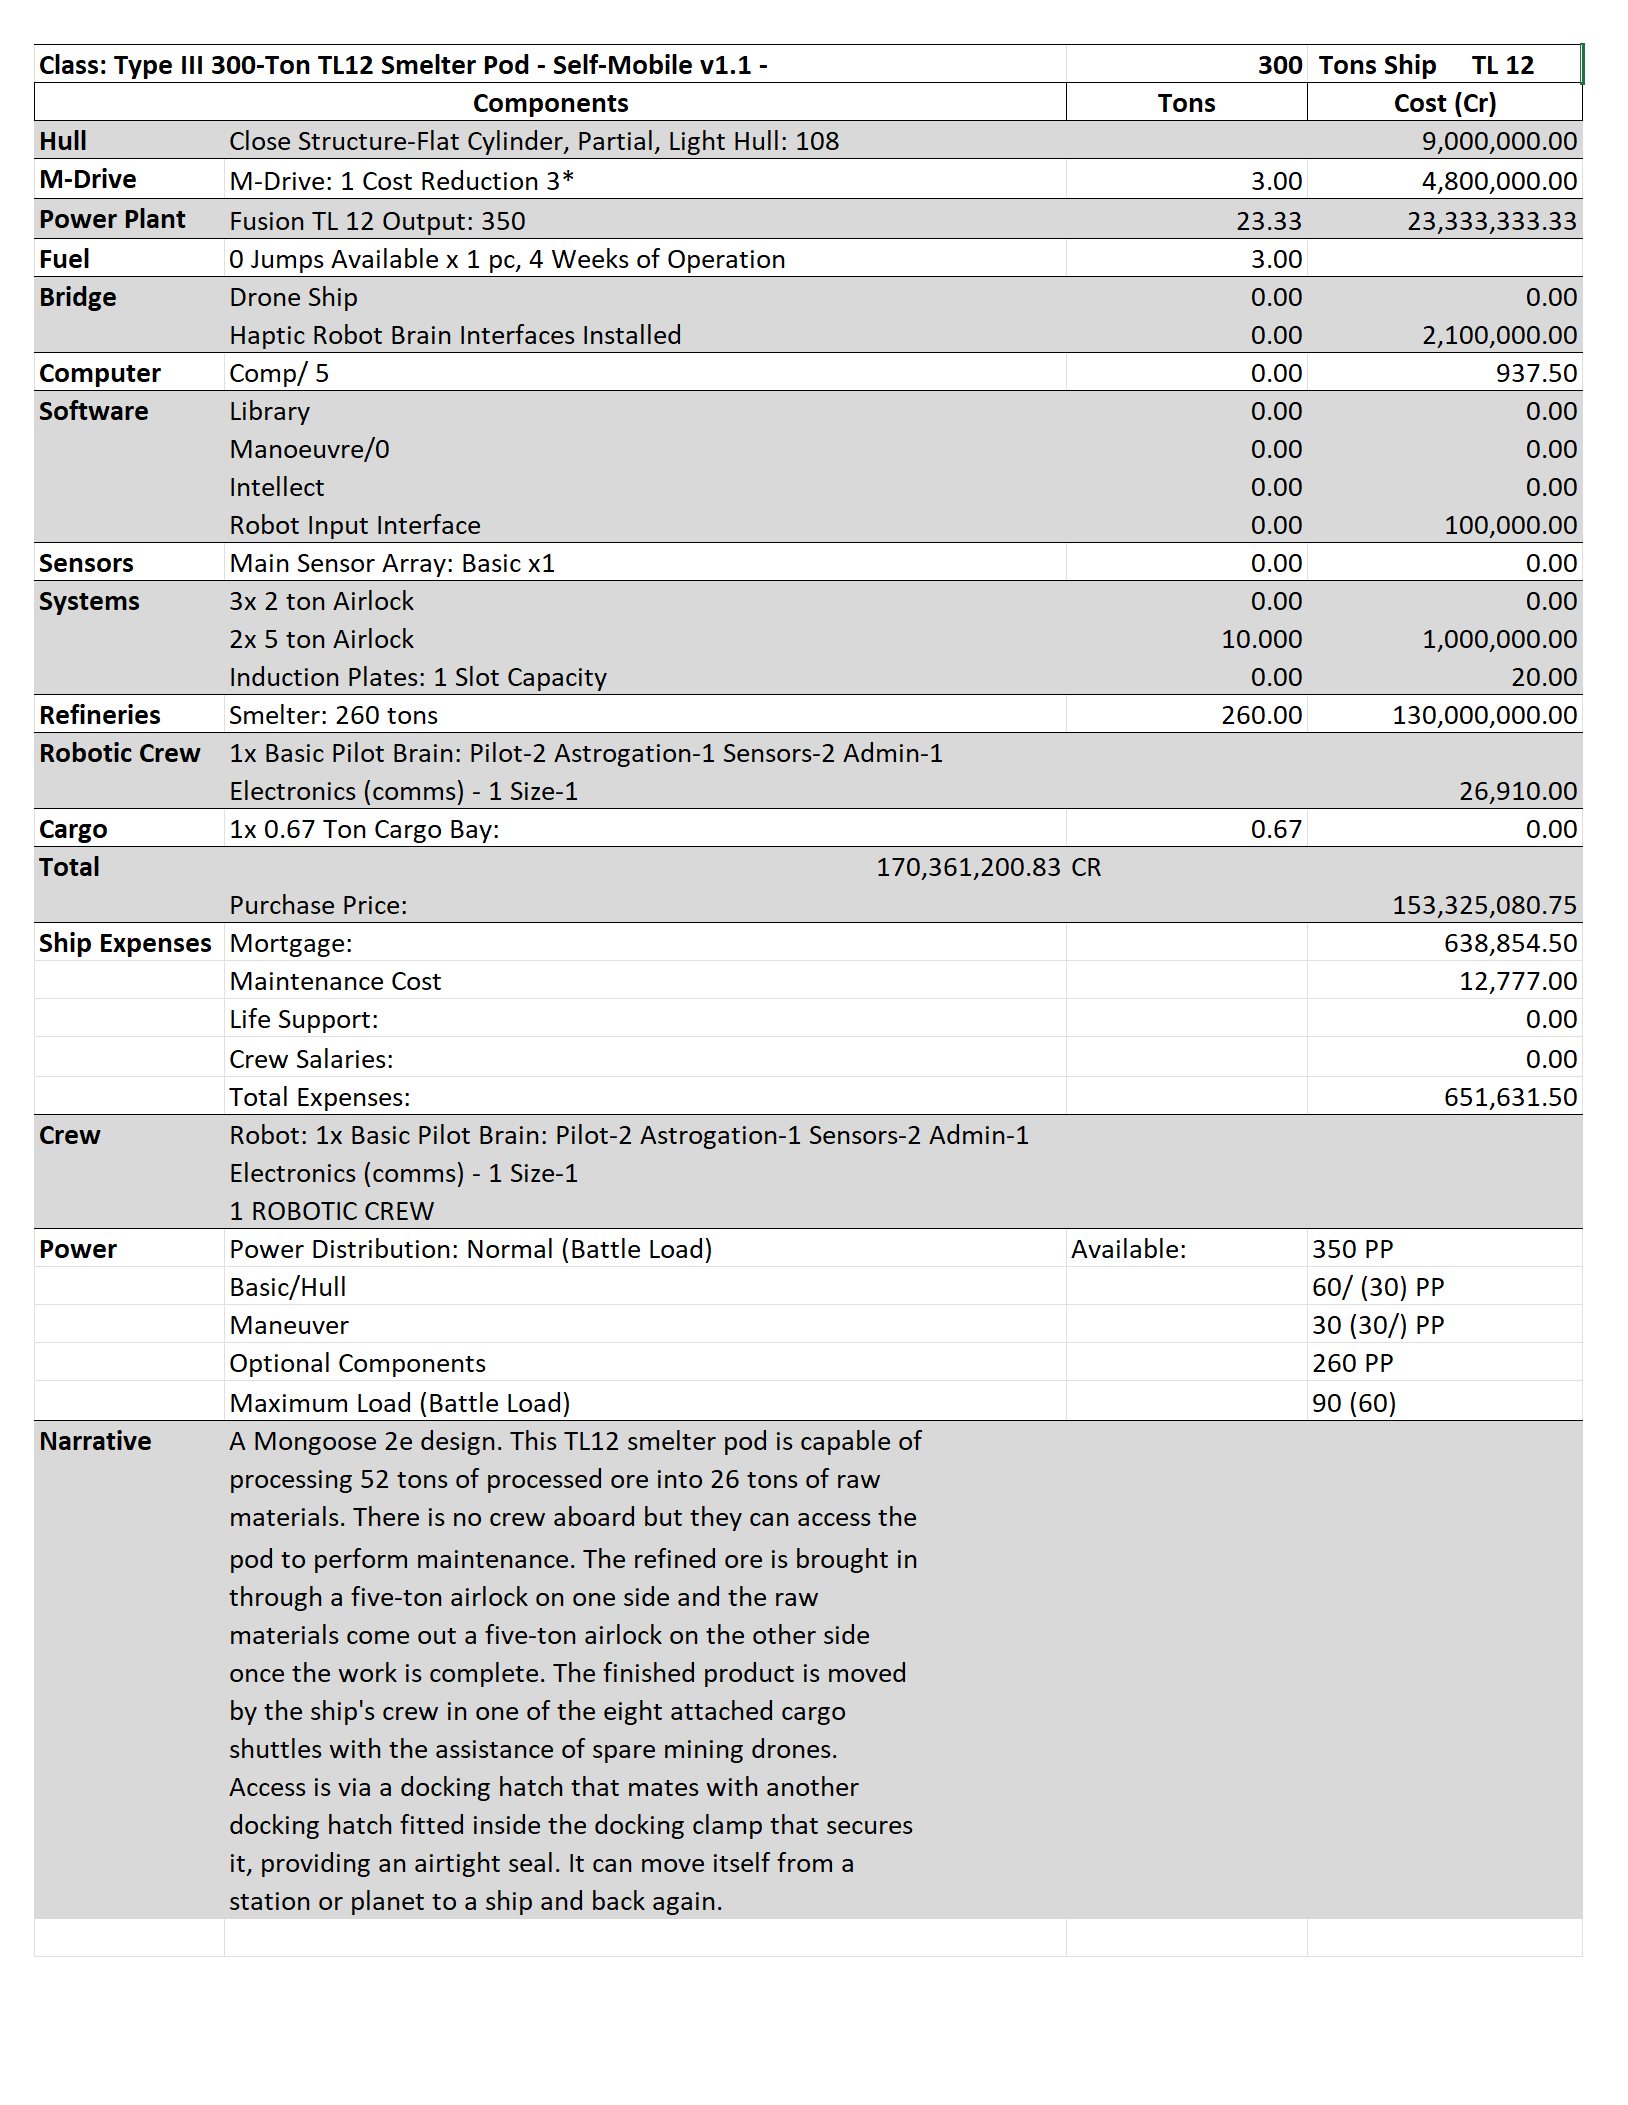 Class: Type III 300-Ton TL12 Smelter Pod - Self-Mobile v1.1 - 300 Tons Ship TL 12
Components Tons Cost (Cr)
Hull Close Structure-Flat Cylinder, Partial, Light Hull: 108 9,000,000.00
M-Drive M-Drive: 1 Cost Reduction 3* 3.00 4,800,000.00
Power Plant Fusion TL 12 Output: 350 23.33 23,333,333.33
Fuel 0 Jumps Available x 1 pc, 4 Weeks of Operation 3.00
Bridge Drone Ship 0.00 0.00
Haptic Robot Brain Interfaces Installed 0.00 2,100,000.00
Computer Comp/ 5 0.00 937.50
Software Library 0.00 0.00
Manoeuvre/0 0.00 0.00
Intellect 0.00 0.00
Robot Input Interface 0.00 100,000.00
Sensors Main Sensor Array: Basic x1 0.00 0.00
Systems 3x 2 ton Airlock 0.00 0.00
2x 5 ton Airlock 10.000 1,000,000.00
Induction Plates: 1 Slot Capacity 0.00 20.00
Refineries Smelter: 260 tons 260.00 130,000,000.00
Robotic Crew 1x Basic Pilot Brain: Pilot-2 Astrogation-1 Sensors-2 Admin-1
Electronics (comms) - 1 Size-1 26,910.00
Cargo 1x 0.67 Ton Cargo Bay: 0.67 0.00
Total 170,361,200.83 CR
Purchase Price: 153,325,080.75
Ship Expenses Mortgage: 638,854.50
Maintenance Cost 12,777.00
Life Support: 0.00
Crew Salaries: 0.00
Total Expenses: 651,631.50
Crew Robot: 1x Basic Pilot Brain: Pilot-2 Astrogation-1 Sensors-2 Admin-1
Electronics (comms) - 1 Size-1
1 ROBOTIC CREW
Power Power Distribution: Normal (Battle Load) Available: 350 PP
Basic/Hull 60/ (30) PP
Maneuver 30 (30/) PP
Optional Components 260 PP
Maximum Load (Battle Load) 90 (60)
Narrative A Mongoose 2e design. This TL12 smelter pod is capable of
processing 52 tons of processed ore into 26 tons of raw
materials. There is no crew aboard but they can access the
pod to perform maintenance. The refined ore is brought in
through a five-ton airlock on one side and the raw
materials come out a five-ton airlock on the other side
once the work is complete. The finished product is moved
by the ship's crew in one of the eight attached cargo
shuttles with the assistance of spare mining drones.
Access is via a docking hatch that mates with another
docking hatch fitted inside the docking clamp that secures
it, providing an airtight seal. It can move itself from a
station or planet to a ship and back again.